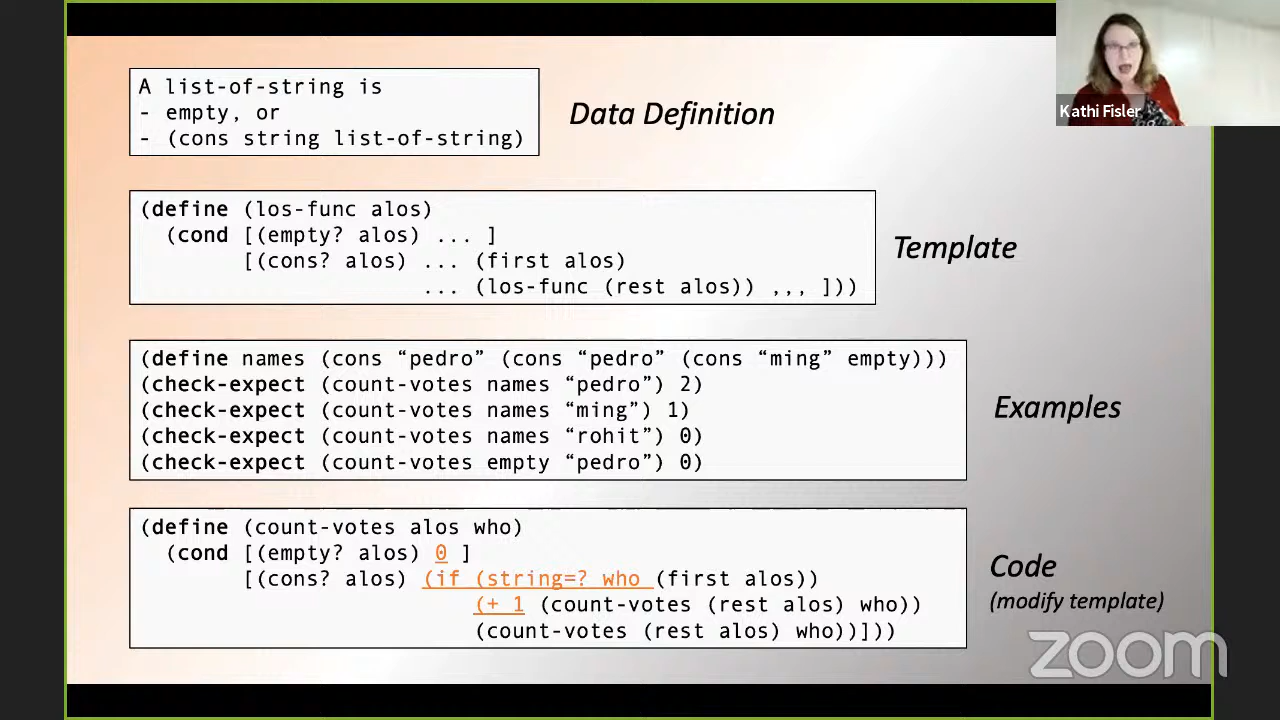 A list-of-string is
- empty, or
- (cons string list-of-string)
Data Definition
Kathi Fisler
(define (los-func alos)
(cond [(empty? alos) ... ]
[(cons? alos) ... (first alos)
... (los-func (rest alos)) ,,, ]))
Template
(define names (cons “pedro” (cons “pedro” (cons “ming” empty)))
(check-expect (count-votes names “pedro”) 2)
(check-expect (count-votes names “ming”) 1)
(check-expect (count-votes names “rohit”) 0)
(check-expect (count-votes empty “pedro”) 0)
Examples
(define (count-votes alos who)
(cond [(empty? alos) 0 ]
[(cons? alos) (if (string=? who (first alos))
(+ 1 (count-votes (rest alos) who))
(count-votes (rest alos) who))]))
Code
(modify template)
zoom